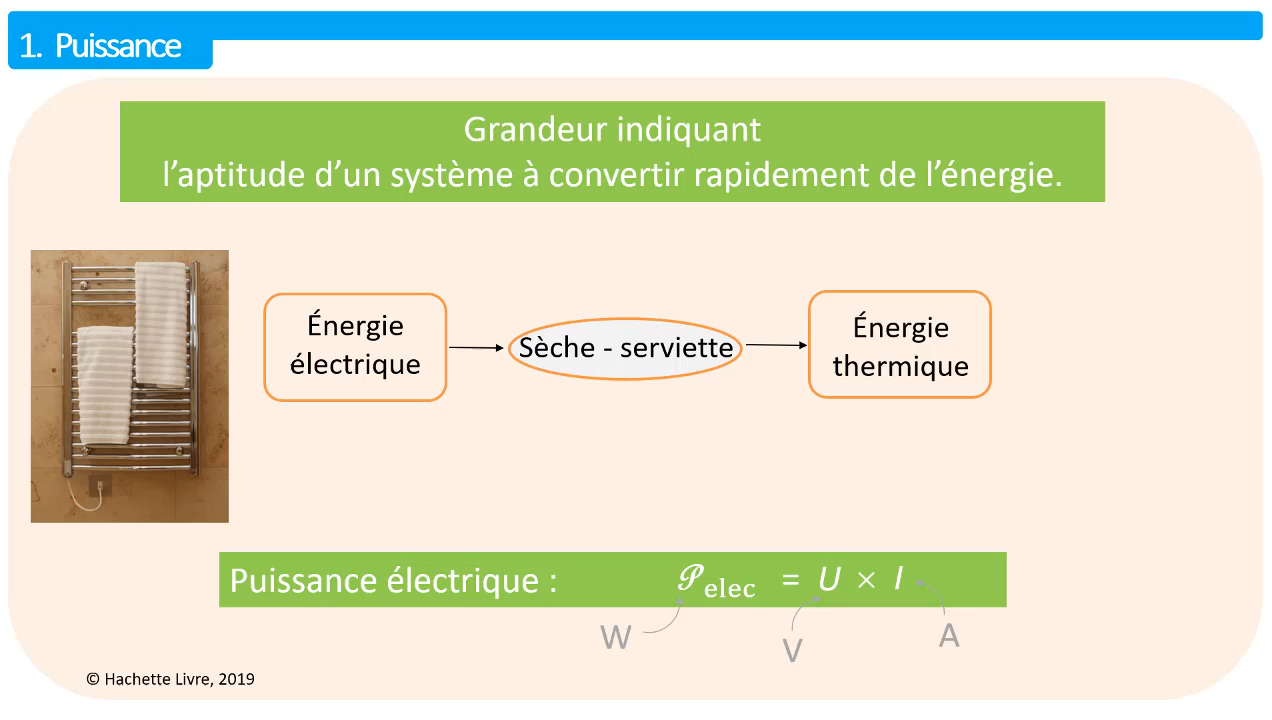 1. Puissance
Grandeur indiquant
l’aptitude d’un système à convertir rapidement de l’énergie.
Énergie
électrique
Sèche - serviette
Énergie
thermique
Puissance électrique : 𝒫elec = U × I
W
V
A
© Hachette Livre, 2019